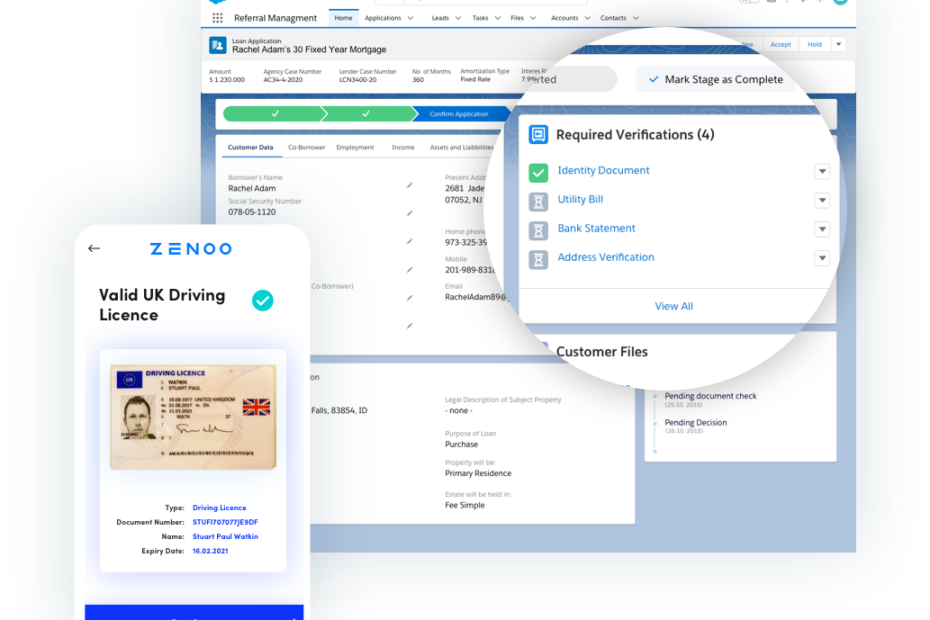 Referral Managment
Home
Applications
Leads
Tasks
Files
Accounts
Contacts
Loan Application
Rachel Adam's 30 Fixed Year Mortgage
Accept
Hold
Amount
Agency Case Number
Lender Case Number
No. of Months
Amortization Type
$ 1.230.000
AC34-4-2020
LCN3400-20
360
Fixed Rate
Confirm Application
Mark Stage as Complete
Customer Data
Co-Borrower
Employment
Income
Assets and Liabbilities
Borrower's Name
Rachel Adam
Social Security Number
078-05-1120
Present Addr
2681 Jade
07052, NJ
Home phone
973-325-39
Mobile
201-989-8310
Email
RachelAdam89@
Co-Borrower)
Required Verifications (4)
Identity Document
Utility Bill
Bank Statement
Address Verification
View All
Customer Files
Pending document check
(25.10. 2018)
Pending Decision
(26.10. 2018)
on
Falls, 83854, ID
Legal Description of Subject Property
- none -
Purpose of Loan
Purchase
Property will be:
Primary Residence
Estate will be held in:
Fee Simple
ZENOO
Valid UK Driving
Licence
DRIVING LICENCE
UK
1. WATKIN
2. STUART PAUL
Type: Driving Licence
Document Number: STUFI707077JE9DF
Name: Stuart Paul Watkin
Expiry Date: 16.02.2021